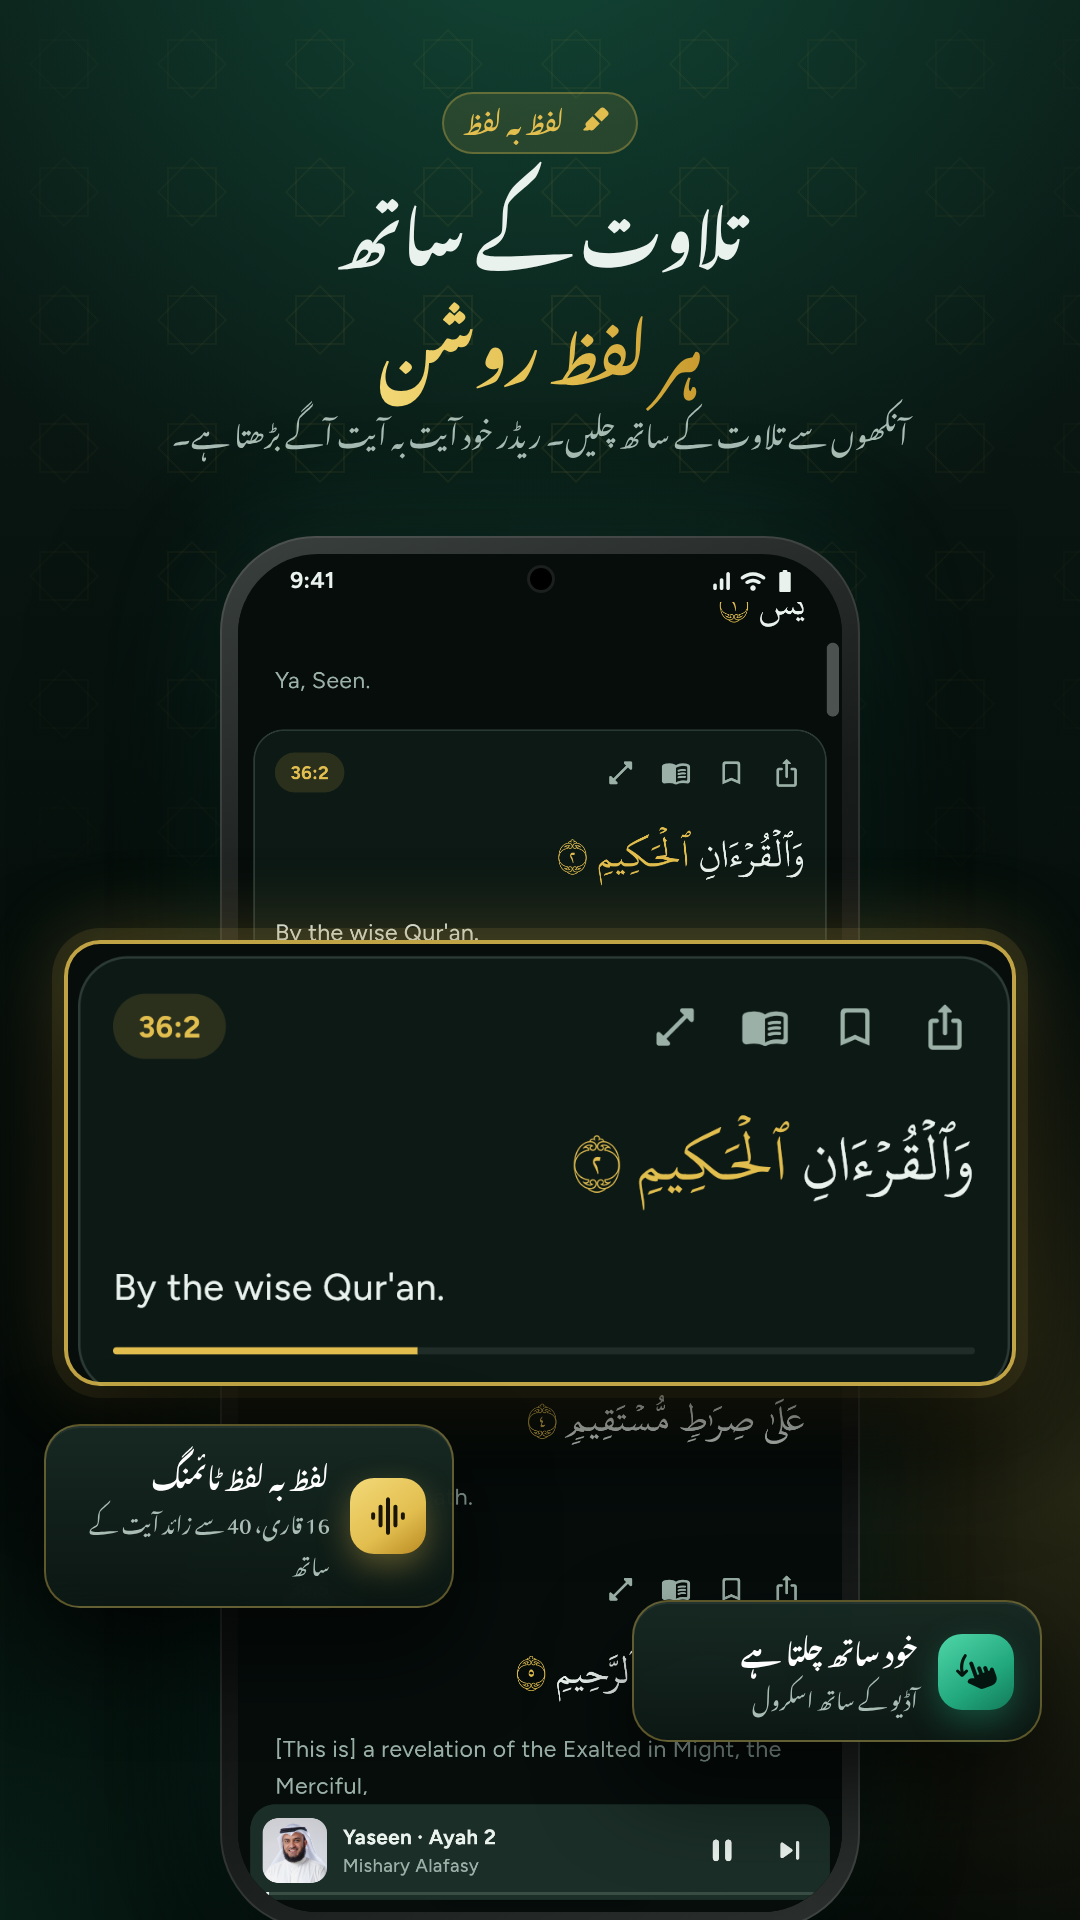 لفظ بہ لفظ
تلاوت کے ساتھ
ہر لفظ روشن
آنکھوں سے تلاوت کے ساتھ چلیں۔ ریڈر خود آیت بہ آیت آگے بڑھتا ہے۔
9:41
يسٓ ١
Ya, Seen.
36:2
وَٱلْقُرْءَانِ ٱلْحَكِيمِ ٢
By the wise Qur'an.
36:2
وَٱلْقُرْءَانِ ٱلْحَكِيمِ ٢
By the wise Qur'an.
عَلَىٰ صِرَٰطٍ مُّسْتَقِيمٍ ٤
h.
لفظ بہ لفظ ٹائمنگ
16 قاری، 40 سے زائد آیت کے
ساتھ
ٱلرَّحِيمِ ٥
خود ساتھ چلتا ہے
آڈیو کے ساتھ اسکرول
[This is] a revelation of the Exalted in Might, the
Merciful,
Yaseen · Ayah 2
Mishary Alafasy